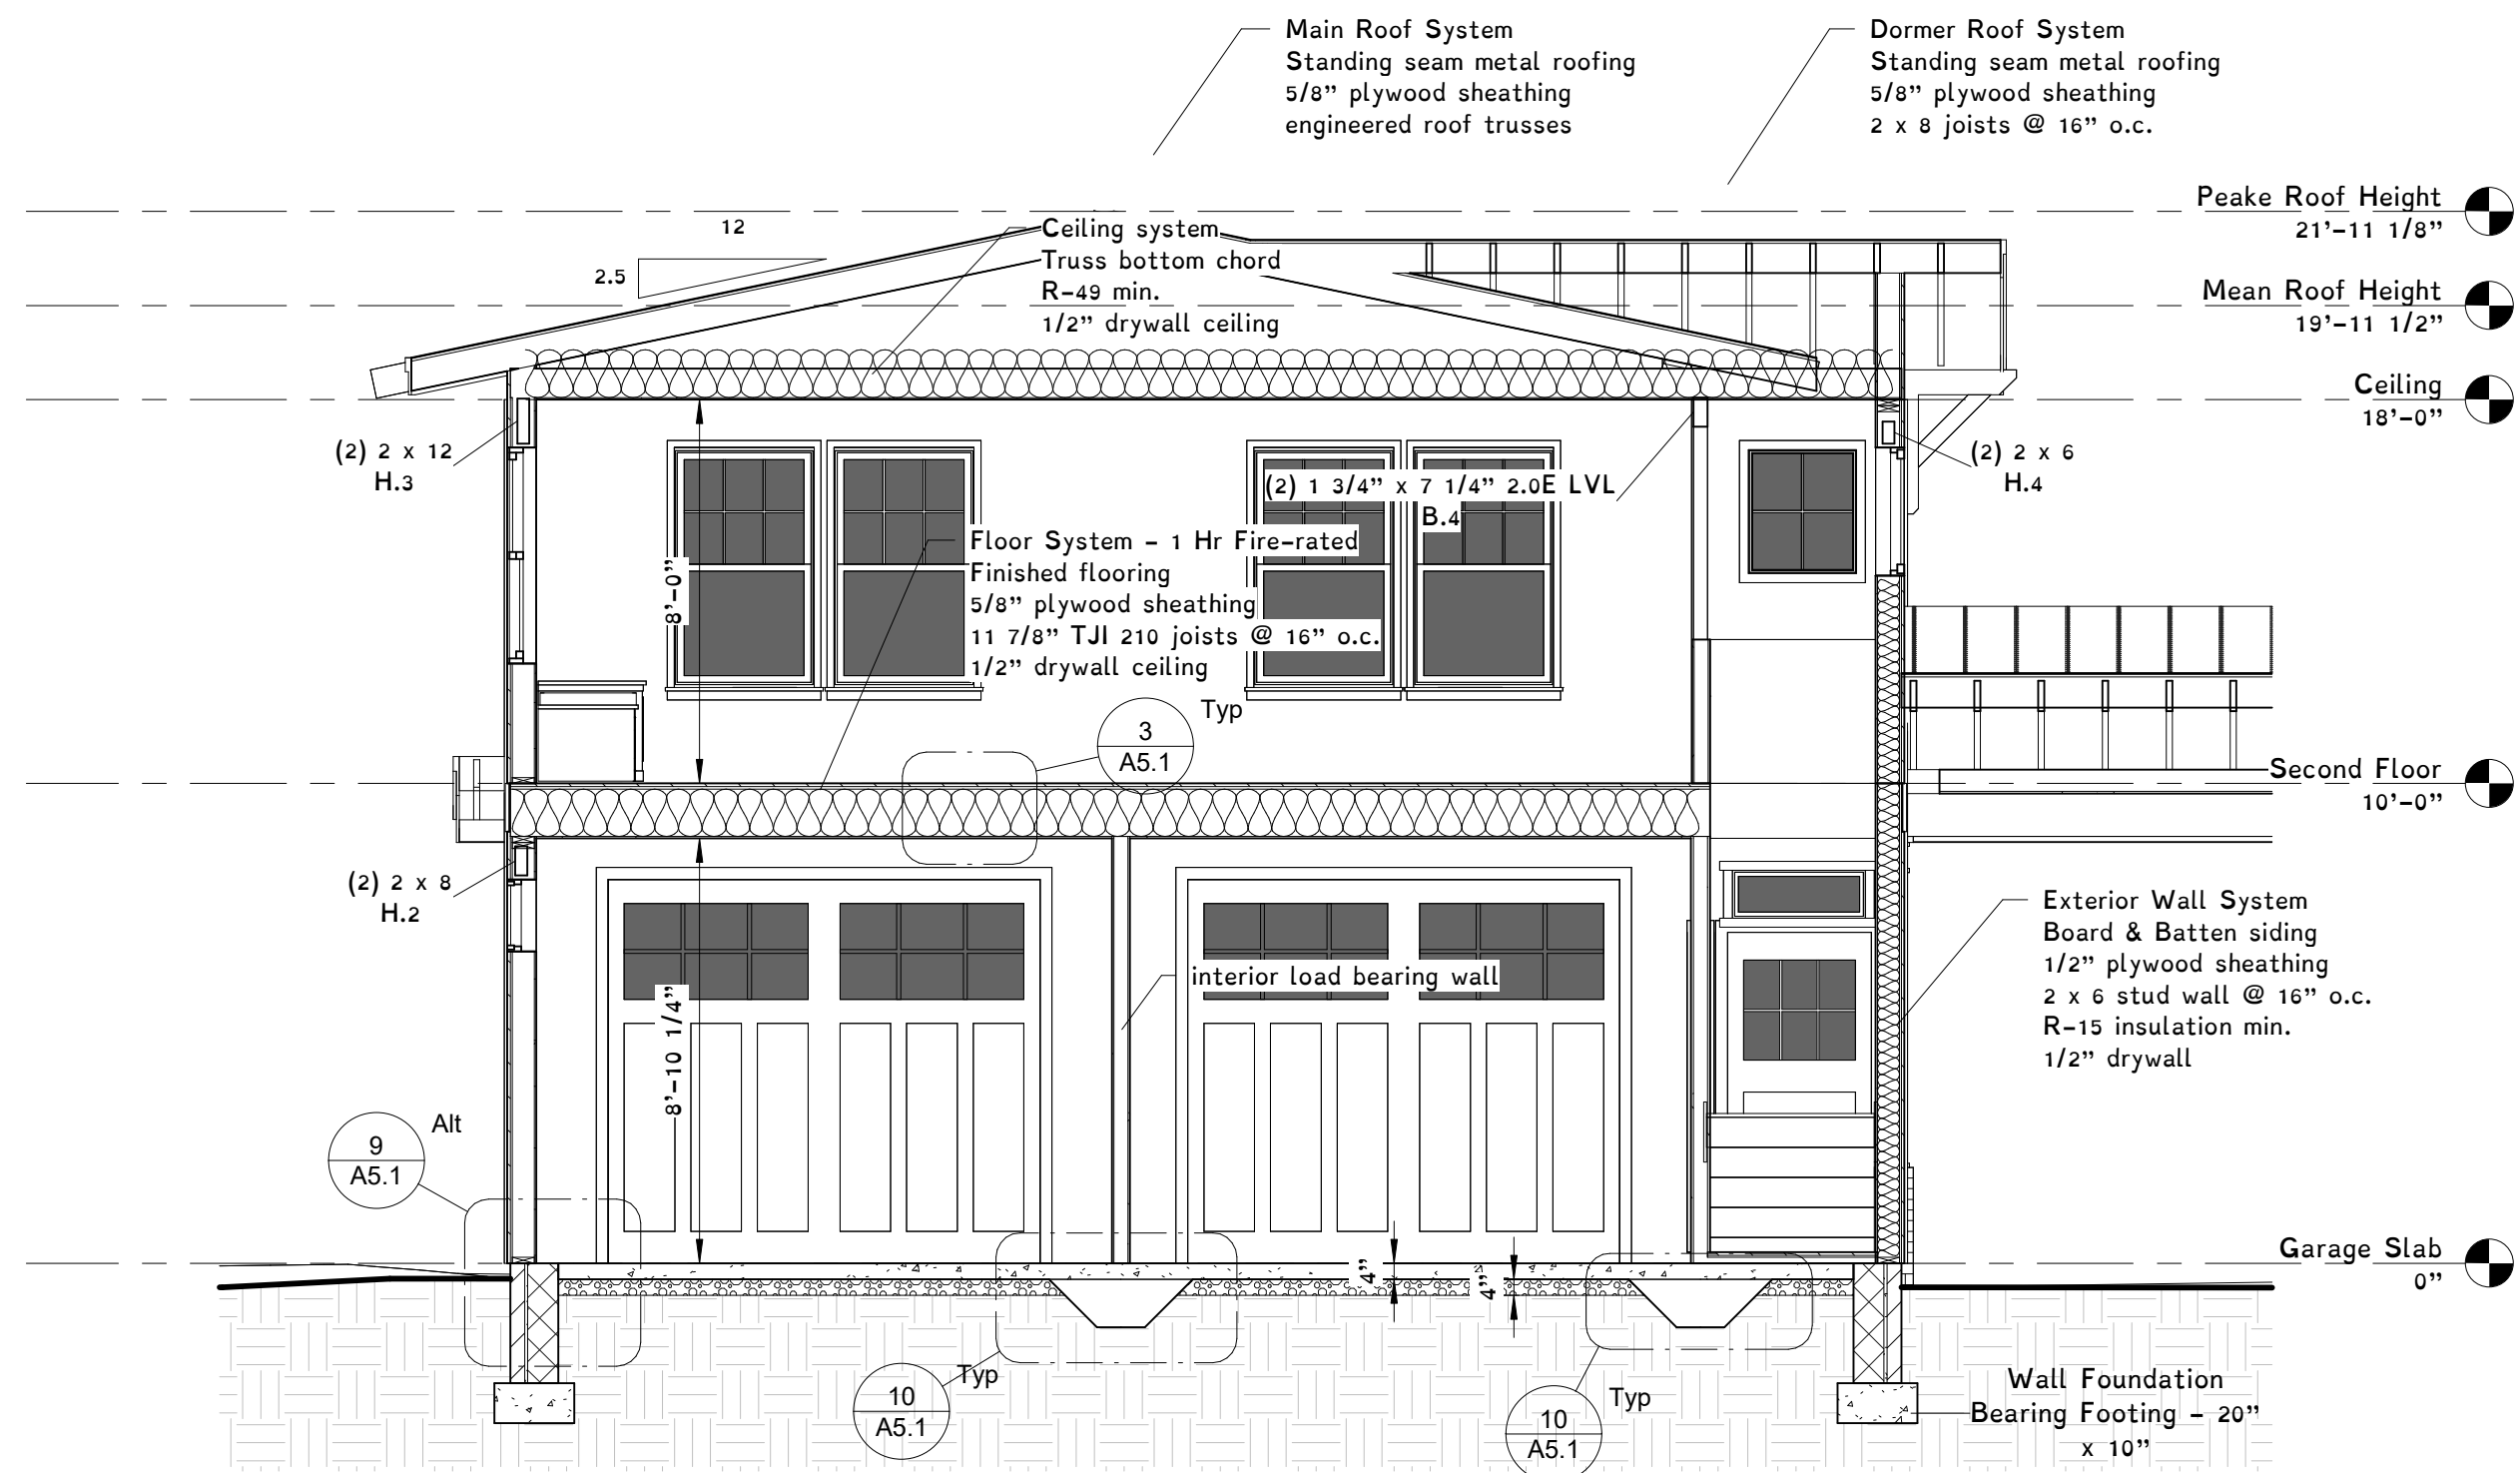 Main Roof System
Standing seam metal roofing
5/8” plywood sheathing
engineered roof trusses
Dormer Roof System
Standing seam metal roofing
5/8” plywood sheathing
2 x 8 joists @ 16” o.c.
Peake Roof Height
21’-11 1/8”
12
2.5
Ceiling system
Truss bottom chord
R-49 min.
1/2” drywall ceiling
Mean Roof Height
19’-11 1/2”
Ceiling
18’-0”
(2) 2 x 12
H.3
(2) 2 x 6
H.4
(2) 1 3/4” x 7 1/4” 2.0E LVL
B.4
8’-0”
Floor System - 1 Hr Fire-rated
Finished flooring
5/8” plywood sheathing
11 7/8” TJI 210 joists @ 16” o.c.
1/2” drywall ceiling
3
A5.1
Typ
Second Floor
10’-0”
(2) 2 x 8
H.2
8’-10 1/4”
interior load bearing wall
Exterior Wall System
Board & Batten siding
1/2” plywood sheathing
2 x 6 stud wall @ 16” o.c.
R-15 insulation min.
1/2” drywall
9
A5.1
Alt
4”
4”
Garage Slab
0”
10
A5.1
Typ
10
A5.1
Typ
Wall Foundation
Bearing Footing - 20”
x 10”